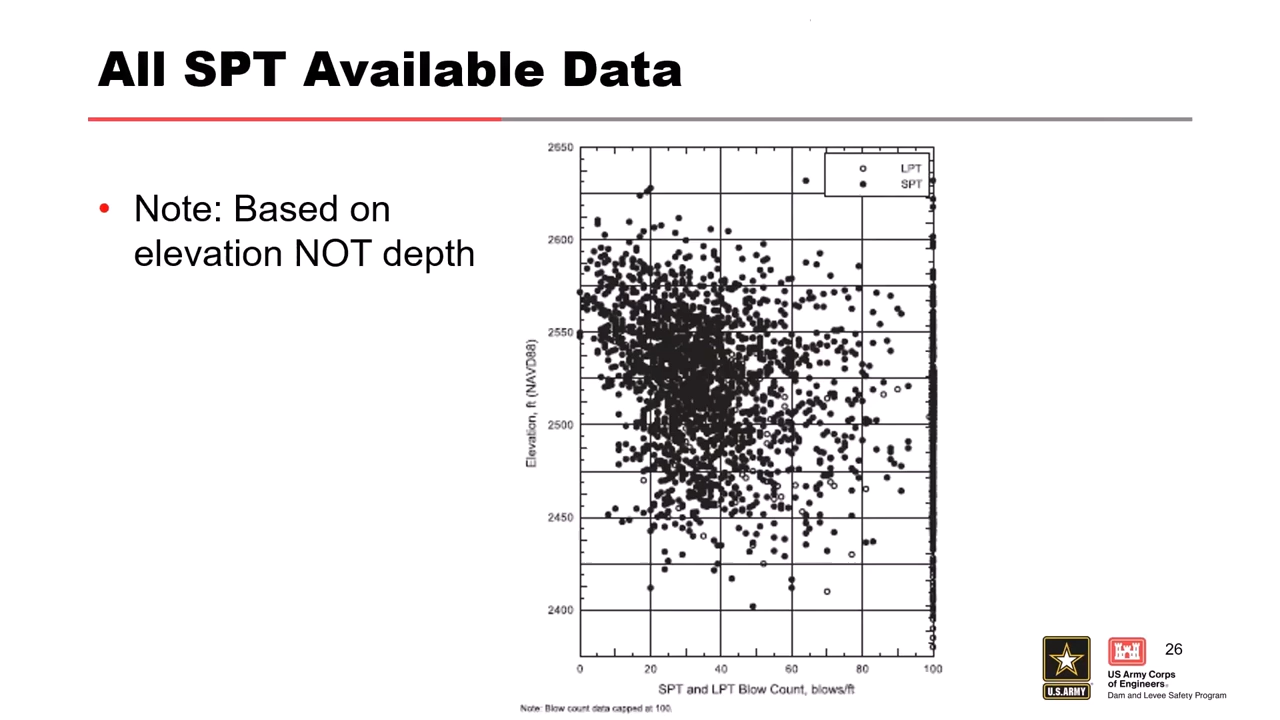 All SPT Available Data
• Note: Based on
elevation NOT depth
2650
2600
2550
2500
2450
2400
Elevation, ft (NAVD88)
LPT
SPT
0 20 40 60 80 100
SPT and LPT Blow Count, blows/ft
Note: Blow count data capped at 100.
U.S.ARMY
US Army Corps
of Engineers®
Dam and Levee Safety Program
26